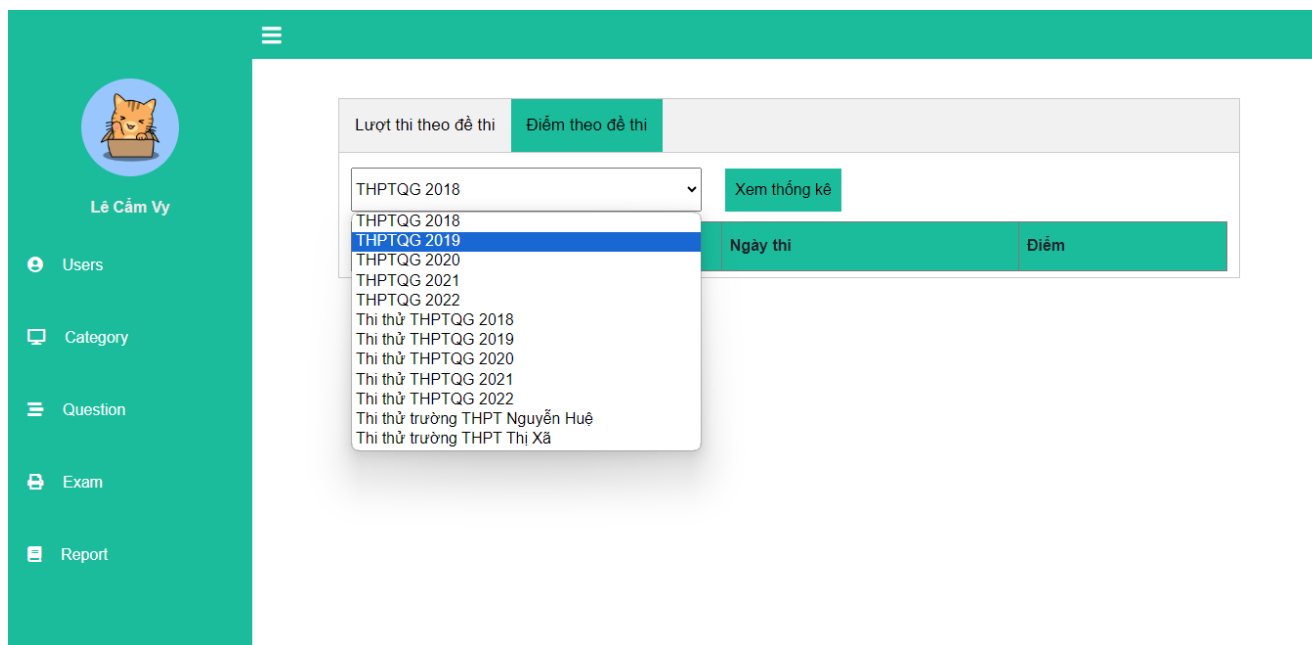 Lê Cẩm Vy
Users
Category
Question
Exam
Report
Lượt thi theo đề thi Điểm theo đề thi
THPTQG 2018 Xem thống kê
Ngày thi Điểm
THPTQG 2018
THPTQG 2019
THPTQG 2020
THPTQG 2021
THPTQG 2022
Thi thử THPTQG 2018
Thi thử THPTQG 2019
Thi thử THPTQG 2020
Thi thử THPTQG 2021
Thi thử THPTQG 2022
Thi thử trường THPT Nguyễn Huệ
Thi thử trường THPT Thị Xã